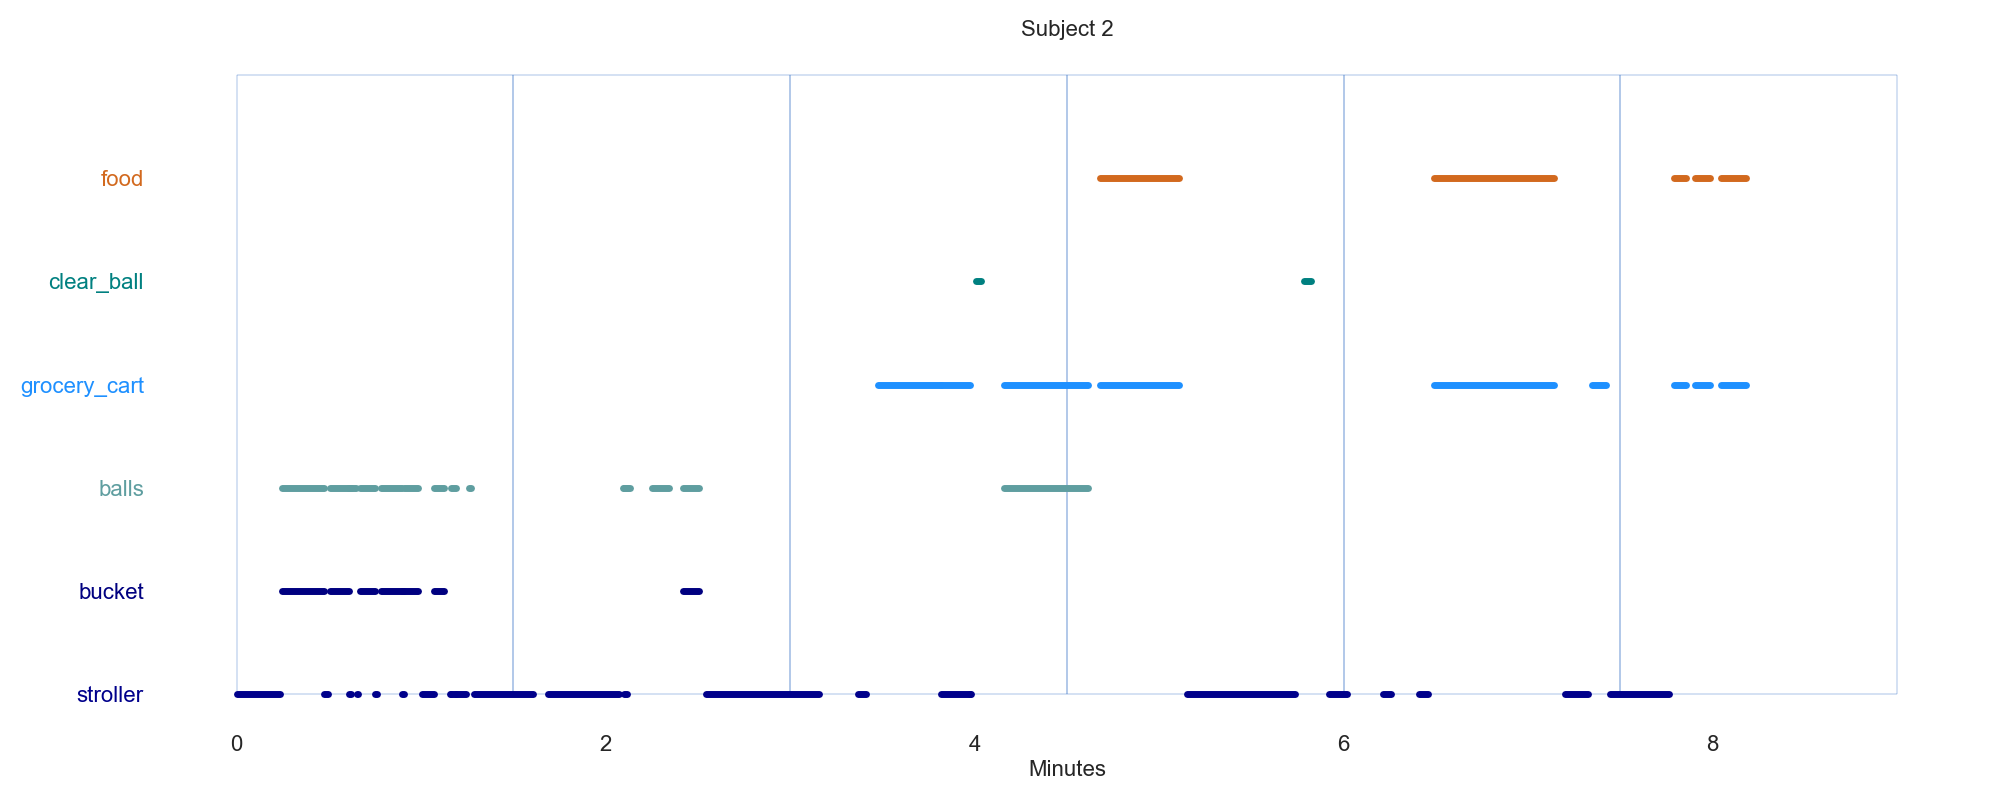 Subject 2
food
clear_ball
grocery_cart
balls
bucket
stroller
0 2 4 6 8
Minutes